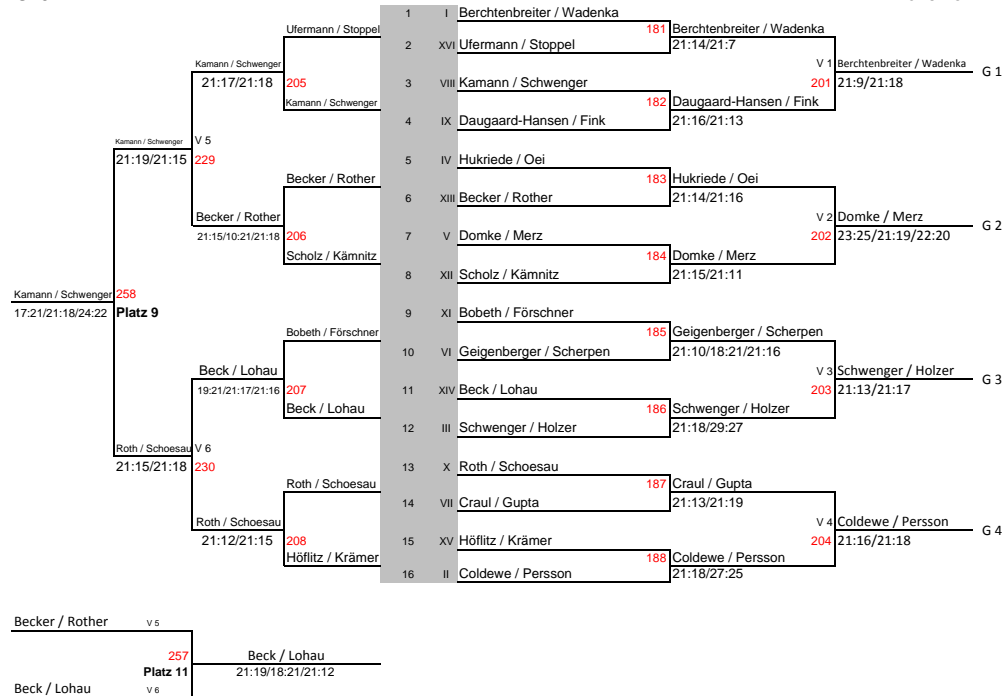 1 I Berchtenbreiter / Wadenka
Ufermann / Stoppel 181 Berchtenbreiter / Wadenka
2 XVI Ufermann / Stoppel 21:14/21:7
Kamann / Schwenger V 1 Berchtenbreiter / Wadenka G 1
21:17/21:18 205 3 VIII Kamann / Schwenger 201 21:9/21:18
Kamann / Schwenger 182 Daugaard-Hansen / Fink
4 IX Daugaard-Hansen / Fink 21:16/21:13
Kamann / Schwenger V 5
21:19/21:15 229 5 IV Hukriede / Oei
Becker / Rother 183 Hukriede / Oei
6 XIII Becker / Rother 21:14/21:16
Becker / Rother V 2 Domke / Merz G 2
21:15/10:21/21:18 206 7 V Domke / Merz 202 23:25/21:19/22:20
Scholz / Kämnitz 184 Domke / Merz
8 XII Scholz / Kämnitz 21:15/21:11
Kamann / Schwenger 258
17:21/21:18/24:22 Platz 9 9 XI Bobeth / Förschner
Bobeth / Förschner 185 Geigenberger / Scherpen
10 VI Geigenberger / Scherpen 21:10/18:21/21:16
Beck / Lohau V 3 Schwenger / Holzer G 3
19:21/21:17/21:16 207 11 XIV Beck / Lohau 203 21:13/21:17
Beck / Lohau 186 Schwenger / Holzer
12 III Schwenger / Holzer 21:18/29:27
Roth / Schoesau V 6
21:15/21:18 230 13 X Roth / Schoesau
Roth / Schoesau 187 Craul / Gupta
14 VII Craul / Gupta 21:13/21:19
Roth / Schoesau V 4 Coldewe / Persson G 4
21:12/21:15 208 15 XV Höflitz / Krämer 204 21:16/21:18
Höflitz / Krämer 188 Coldewe / Persson
16 II Coldewe / Persson 21:18/27:25
Becker / Rother V 5
257 Beck / Lohau
Platz 11 21:19/18:21/21:12
Beck / Lohau V 6